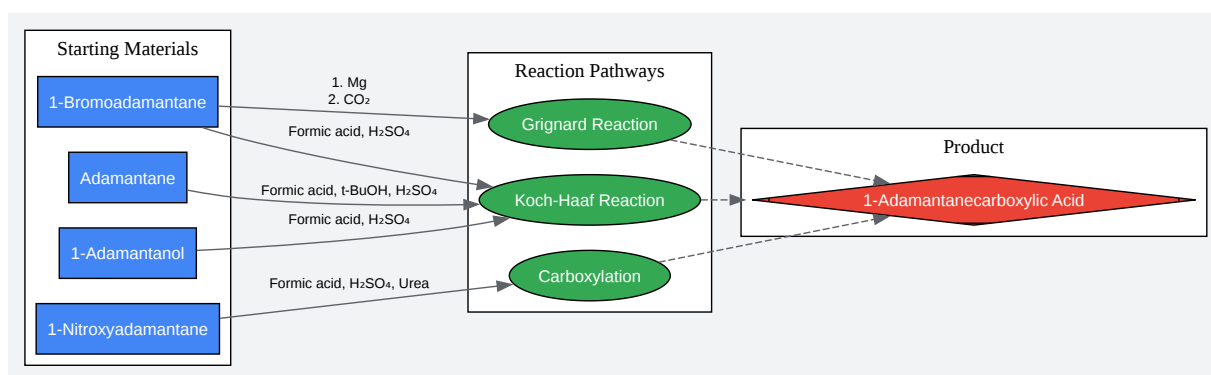 Starting Materials
1-Bromoadamantane
Adamantane
1-Adamantanol
1-Nitroxyadamantane
1. Mg
2. CO₂
Formic acid, H₂SO₄
Formic acid, t-BuOH, H₂SO₄
Formic acid, H₂SO₄
Formic acid, H₂SO₄, Urea
Reaction Pathways
Grignard Reaction
Koch-Haaf Reaction
Carboxylation
Product
1-Adamantanecarboxylic Acid